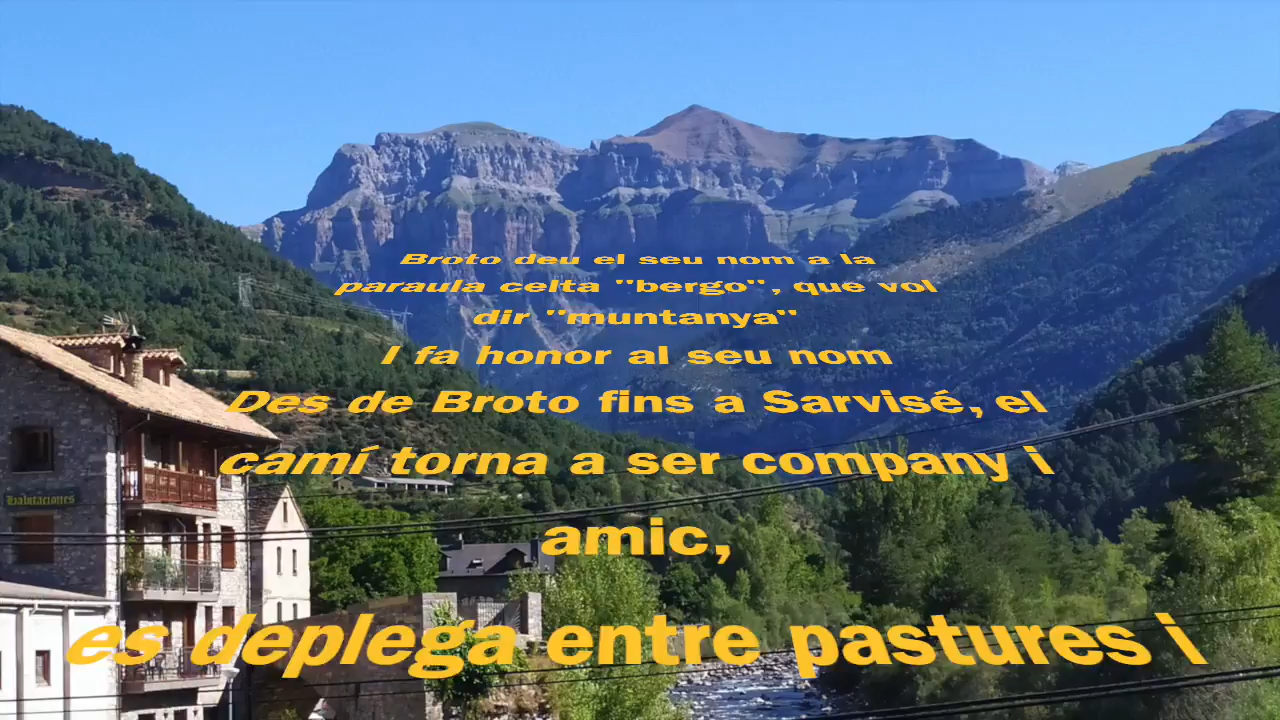 Broto deu el seu nom a la
paraula celta "bergo", que vol
dir "muntanya"
I fa honor al seu nom
Des de Broto fins a Sarvisé, el
camí torna a ser company i
amic,
es deplega entre pastures i
Habitaciones